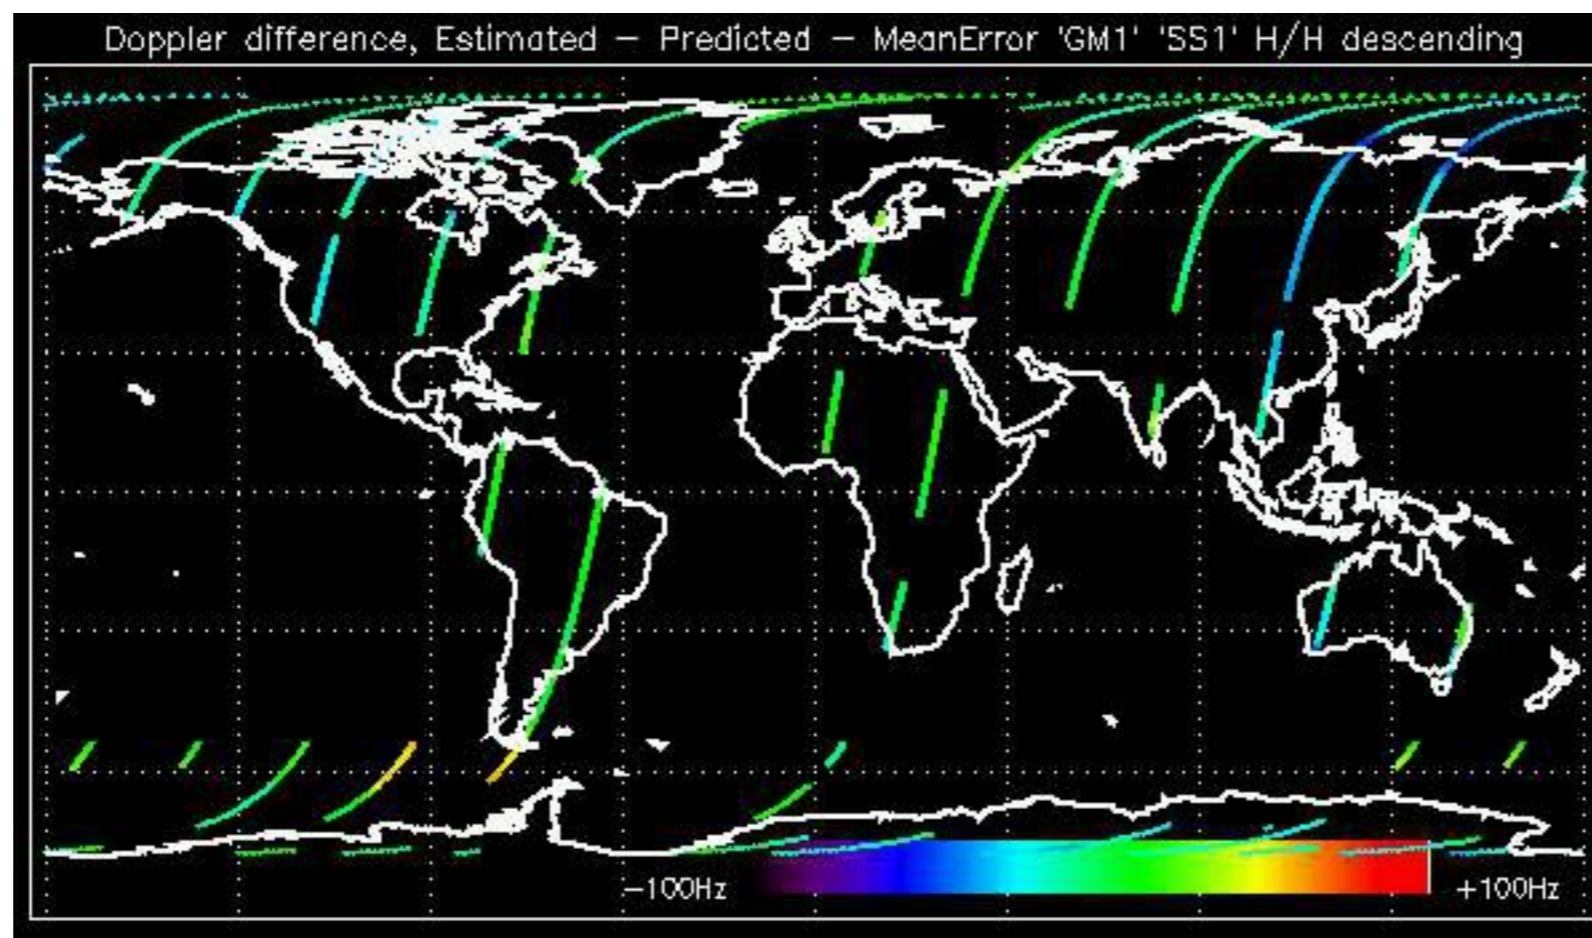 Doppler difference, Estimated – Predicted – MeanError 'GM1' 'SS1' H/H descending
–100Hz +100Hz